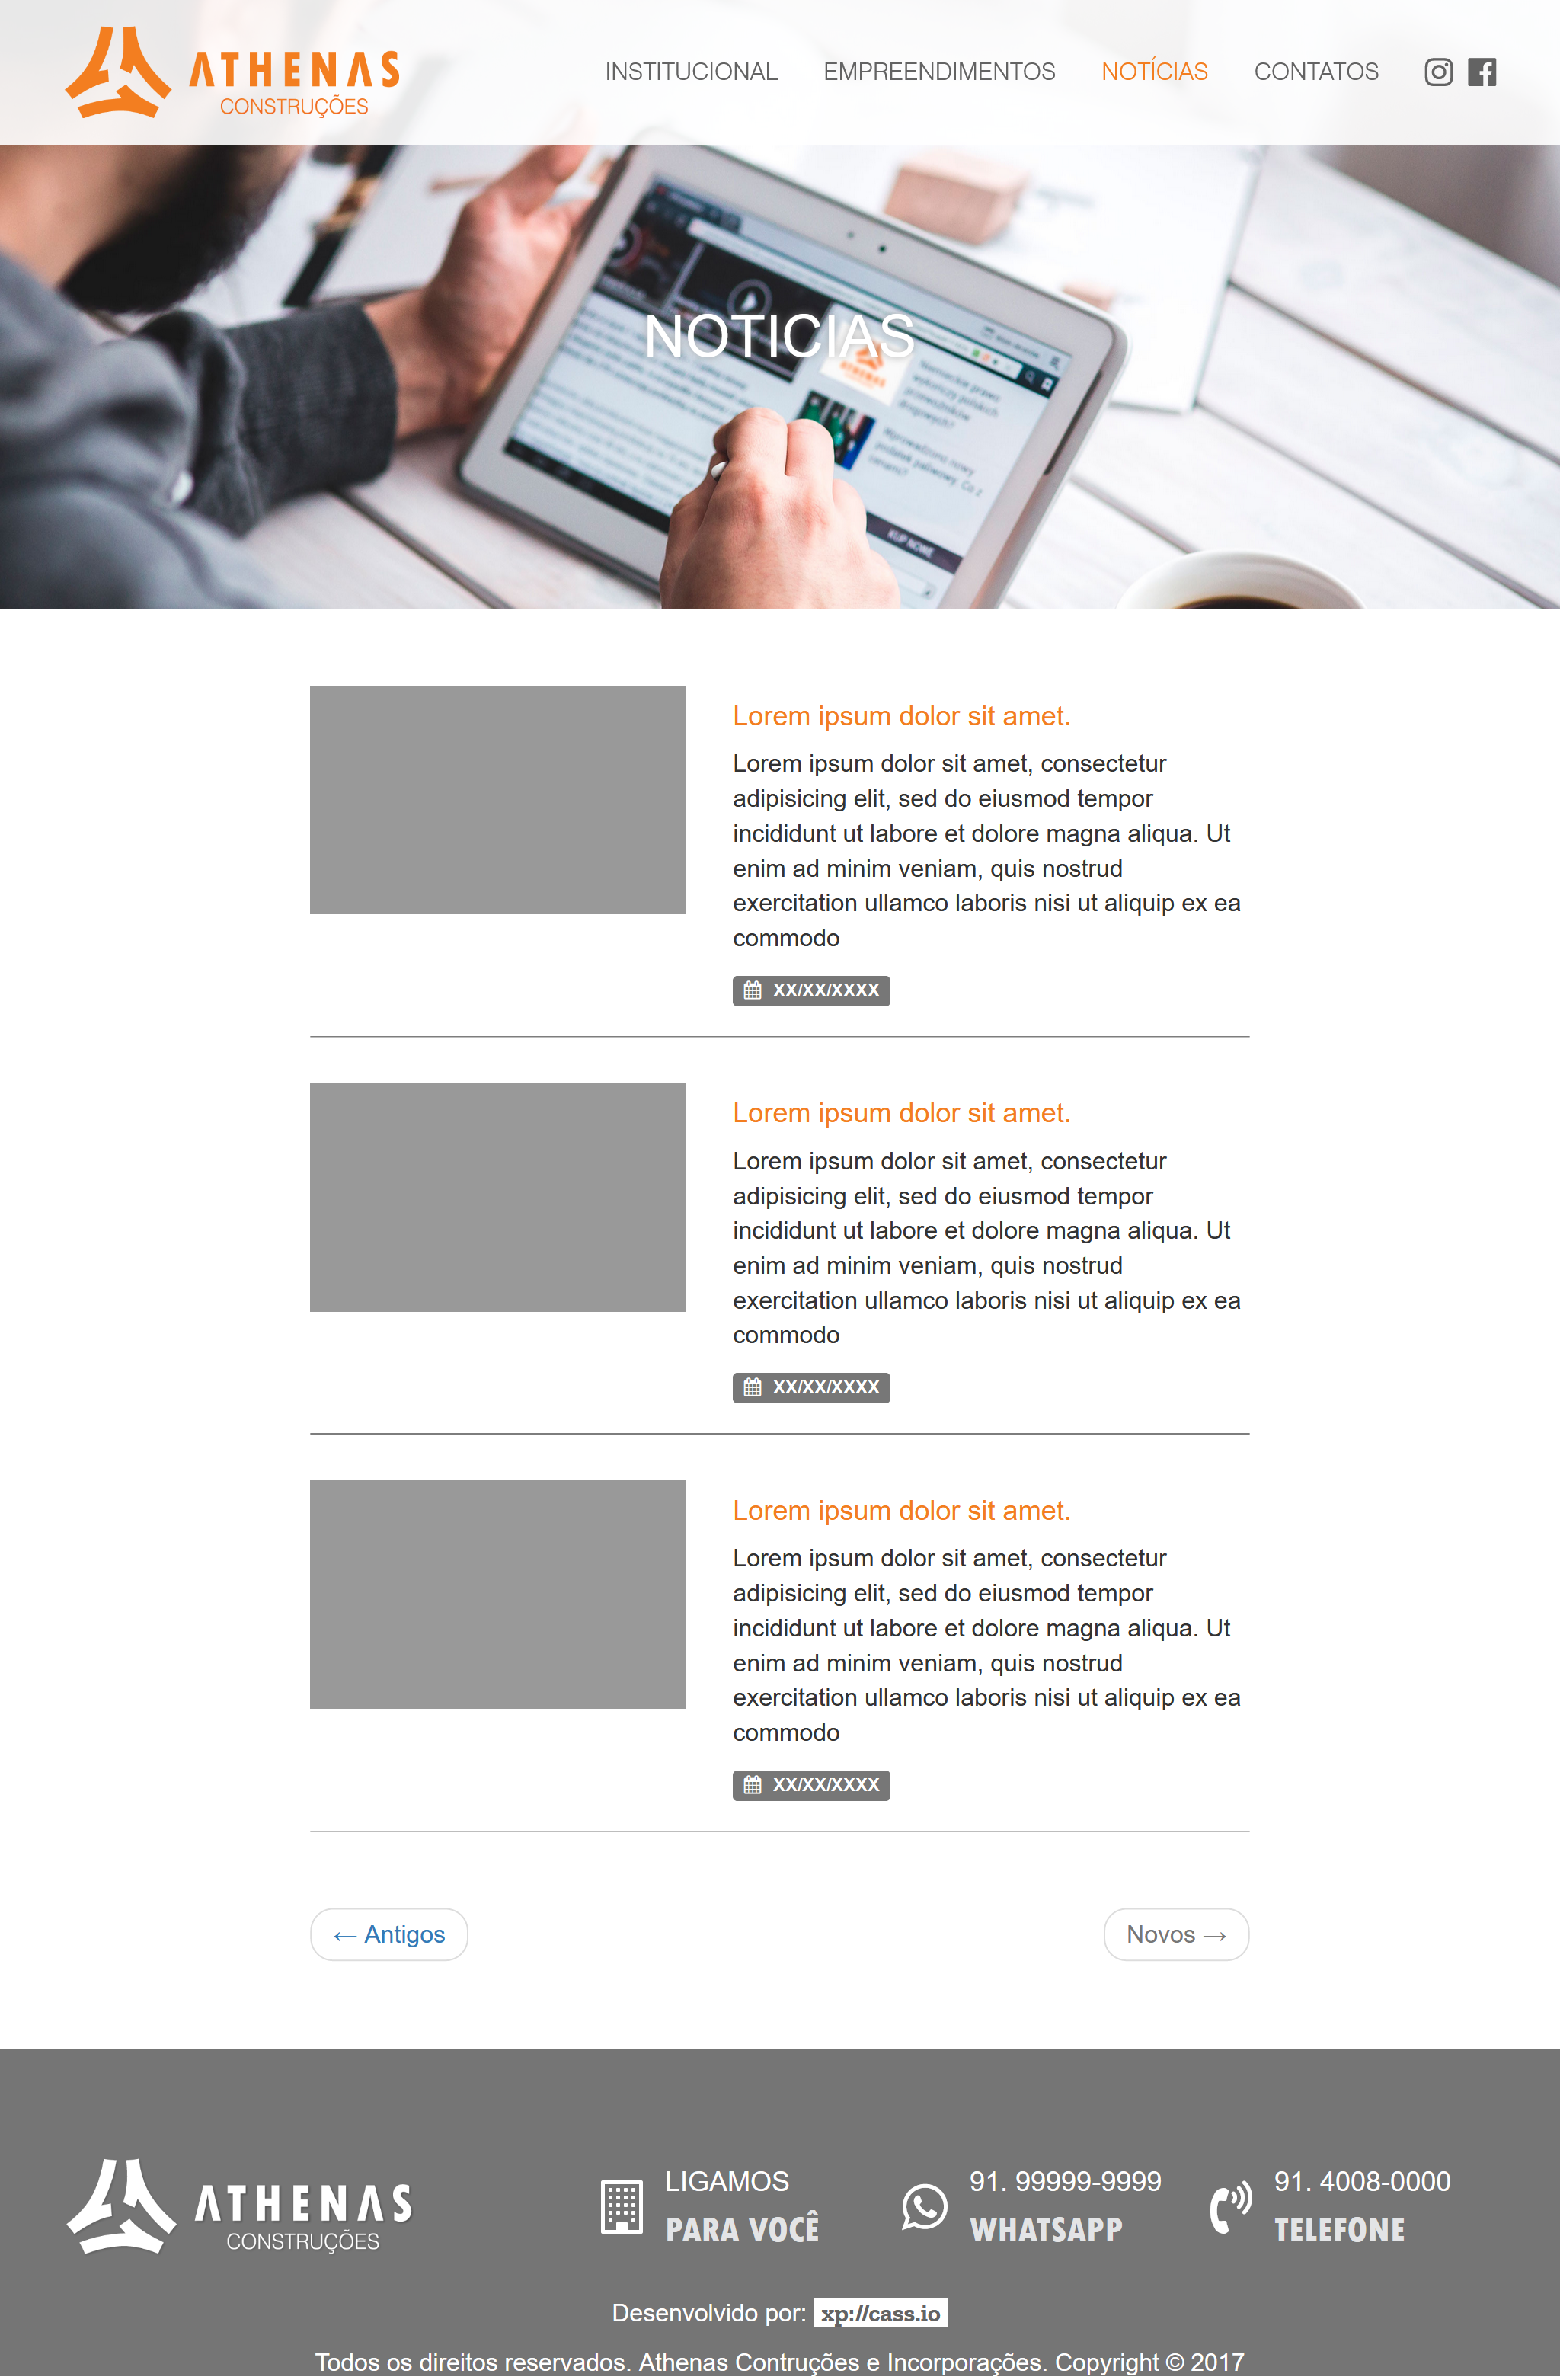 ATHENAS
CONSTRUÇÕES
INSTITUCIONAL EMPREENDIMENTOS NOTÍCIAS CONTATOS
NOTICIAS
ATHENAS
KUP NOWE
Lorem ipsum dolor sit amet.
Lorem ipsum dolor sit amet, consectetur
adipisicing elit, sed do eiusmod tempor
incididunt ut labore et dolore magna aliqua. Ut
enim ad minim veniam, quis nostrud
exercitation ullamco laboris nisi ut aliquip ex ea
commodo
XX/XX/XXXX
Lorem ipsum dolor sit amet.
Lorem ipsum dolor sit amet, consectetur
adipisicing elit, sed do eiusmod tempor
incididunt ut labore et dolore magna aliqua. Ut
enim ad minim veniam, quis nostrud
exercitation ullamco laboris nisi ut aliquip ex ea
commodo
XX/XX/XXXX
Lorem ipsum dolor sit amet.
Lorem ipsum dolor sit amet, consectetur
adipisicing elit, sed do eiusmod tempor
incididunt ut labore et dolore magna aliqua. Ut
enim ad minim veniam, quis nostrud
exercitation ullamco laboris nisi ut aliquip ex ea
commodo
XX/XX/XXXX
← Antigos
Novos →
ATHENAS
CONSTRUÇÕES
LIGAMOS
PARA VOCÊ
91. 99999-9999
WHATSAPP
91. 4008-0000
TELEFONE
Desenvolvido por: xp://cass.io
Todos os direitos reservados. Athenas Contruções e Incorporações. Copyright © 2017